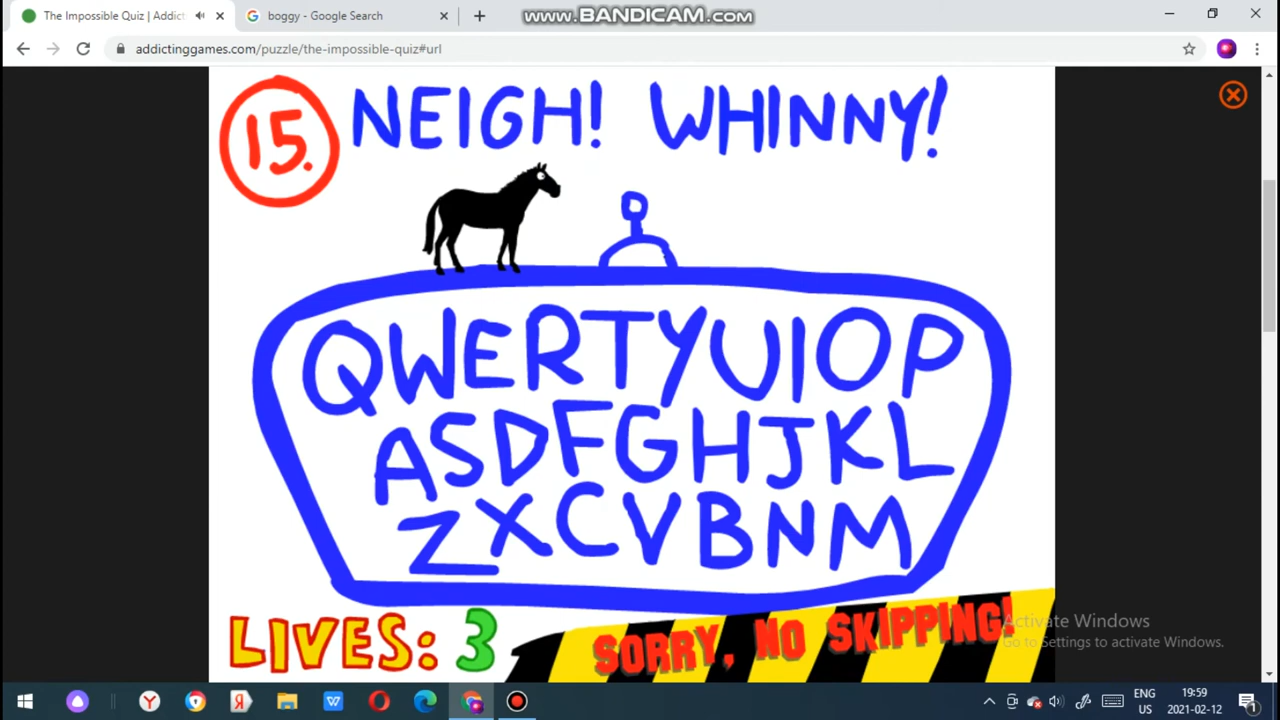 The Impossible Quiz | Addict
boggy - Google Search
www.BANDICAM.com
addictinggames.com/puzzle/the-impossible-quiz#url
15. NEIGH! WHINNY!
QWERTYUIOP
ASDFGHJKL
ZXCVBNM
LIVES: 3
SORRY, NO SKIPPING!
Activate Windows
Go to Settings to activate Windows.
ENG
US
19:59
2021-02-12
1